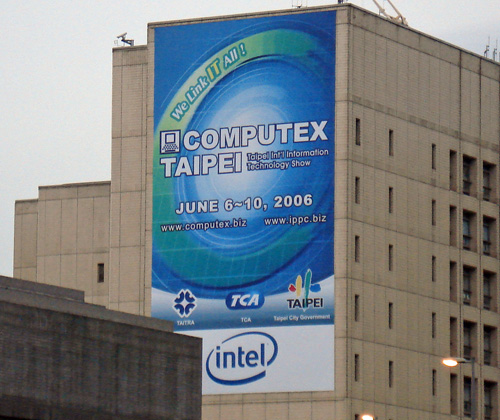 We Link IT All !
COMPUTEX
TAIPEI
Taipei Int'l Information
Technology Show
JUNE 6~10, 2006
www.computex.biz www.ippc.biz
TCA
TAIPEI
TAITRA
TCA
Taipei City Government
intel